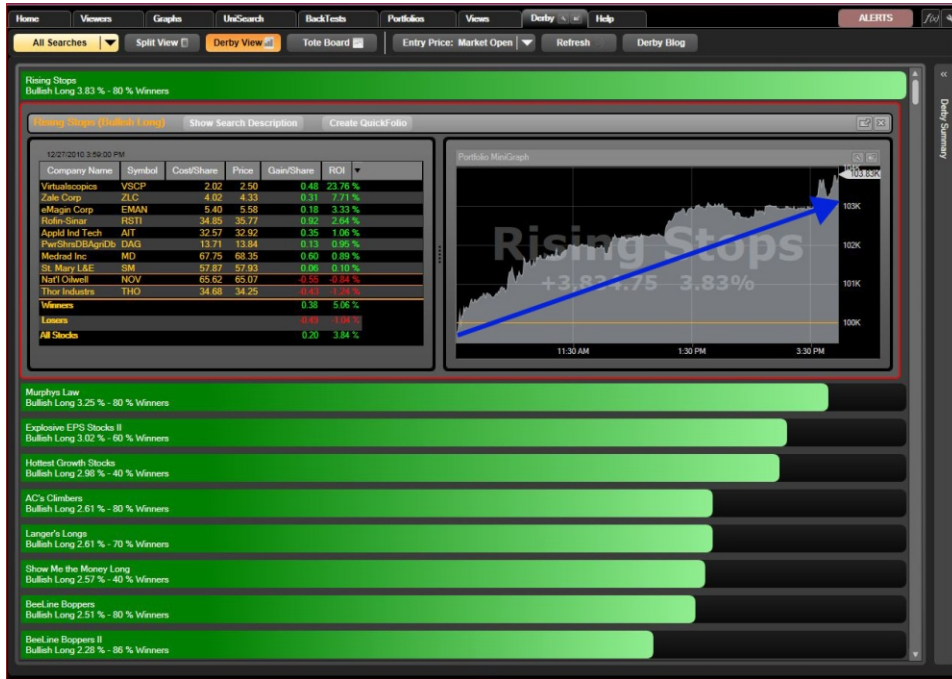 Home Viewers Graphs UniSearch BackTests Portfolios Views Derby Help ALERTS f(x)
All Searches Split View Derby View Tote Board Entry Price: Market Open Refresh Derby Blog
Rising Stops
Bullish Long 3.83 % - 80 % Winners
Derby Summary
Rising Stops (Bullish Long) Show Search Description Create QuickFolio
12/27/2010 3:59:00 PM
Company Name Symbol Cost/Share Price Gain/Share ROI
Virtualscopics VSCP 2.02 2.50 0.48 23.76 %
Zale Corp ZLC 4.02 4.33 0.31 7.71 %
eMagin Corp EMAN 5.40 5.58 0.18 3.33 %
Rofin-Sinar RSTI 34.85 35.77 0.92 2.64 %
Appld Ind Tech AIT 32.57 32.92 0.35 1.06 %
PwrShrsDBAgriDb DAG 13.71 13.84 0.13 0.95 %
Medrad Inc MD 67.75 68.35 0.60 0.89 %
St. Mary L&E SM 57.87 57.93 0.06 0.10 %
Nat'l Oilwell NOV 65.62 65.07 -0.55 -0.84 %
Thor Industrs THO 34.68 34.25 -0.43 -1.24 %
Winners 0.38 5.06 %
Losers -0.49 -1.04 %
All Stocks 0.20 3.84 %
Portfolio MiniGraph
104K
103.83K
103K
Rising Stops
102K
+3,834.75 3.83%
101K
100K
11:30 AM 1:30 PM 3:30 PM
Murphys Law
Bullish Long 3.25 % - 80 % Winners
Explosive EPS Stocks II
Bullish Long 3.02 % - 60 % Winners
Hottest Growth Stocks
Bullish Long 2.98 % - 40 % Winners
AC's Climbers
Bullish Long 2.61 % - 80 % Winners
Langer's Longs
Bullish Long 2.61 % - 70 % Winners
Show Me the Money Long
Bullish Long 2.57 % - 40 % Winners
BeeLine Boppers
Bullish Long 2.51 % - 80 % Winners
BeeLine Boppers II
Bullish Long 2.28 % - 86 % Winners